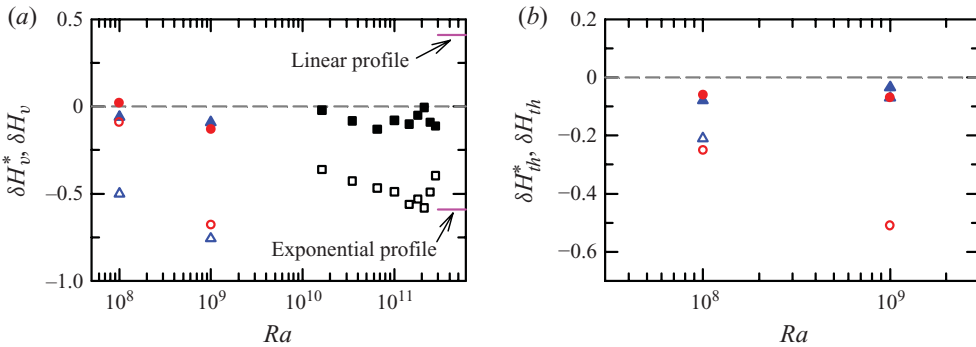 (a)
0.5
0
−0.5
−1.0
δH*v, δHv
Linear profile
Exponential profile
10^8
10^9
10^10
10^11
Ra
(b)
0.2
0
−0.2
−0.4
−0.6
δH*th, δHth
10^8
10^9
Ra